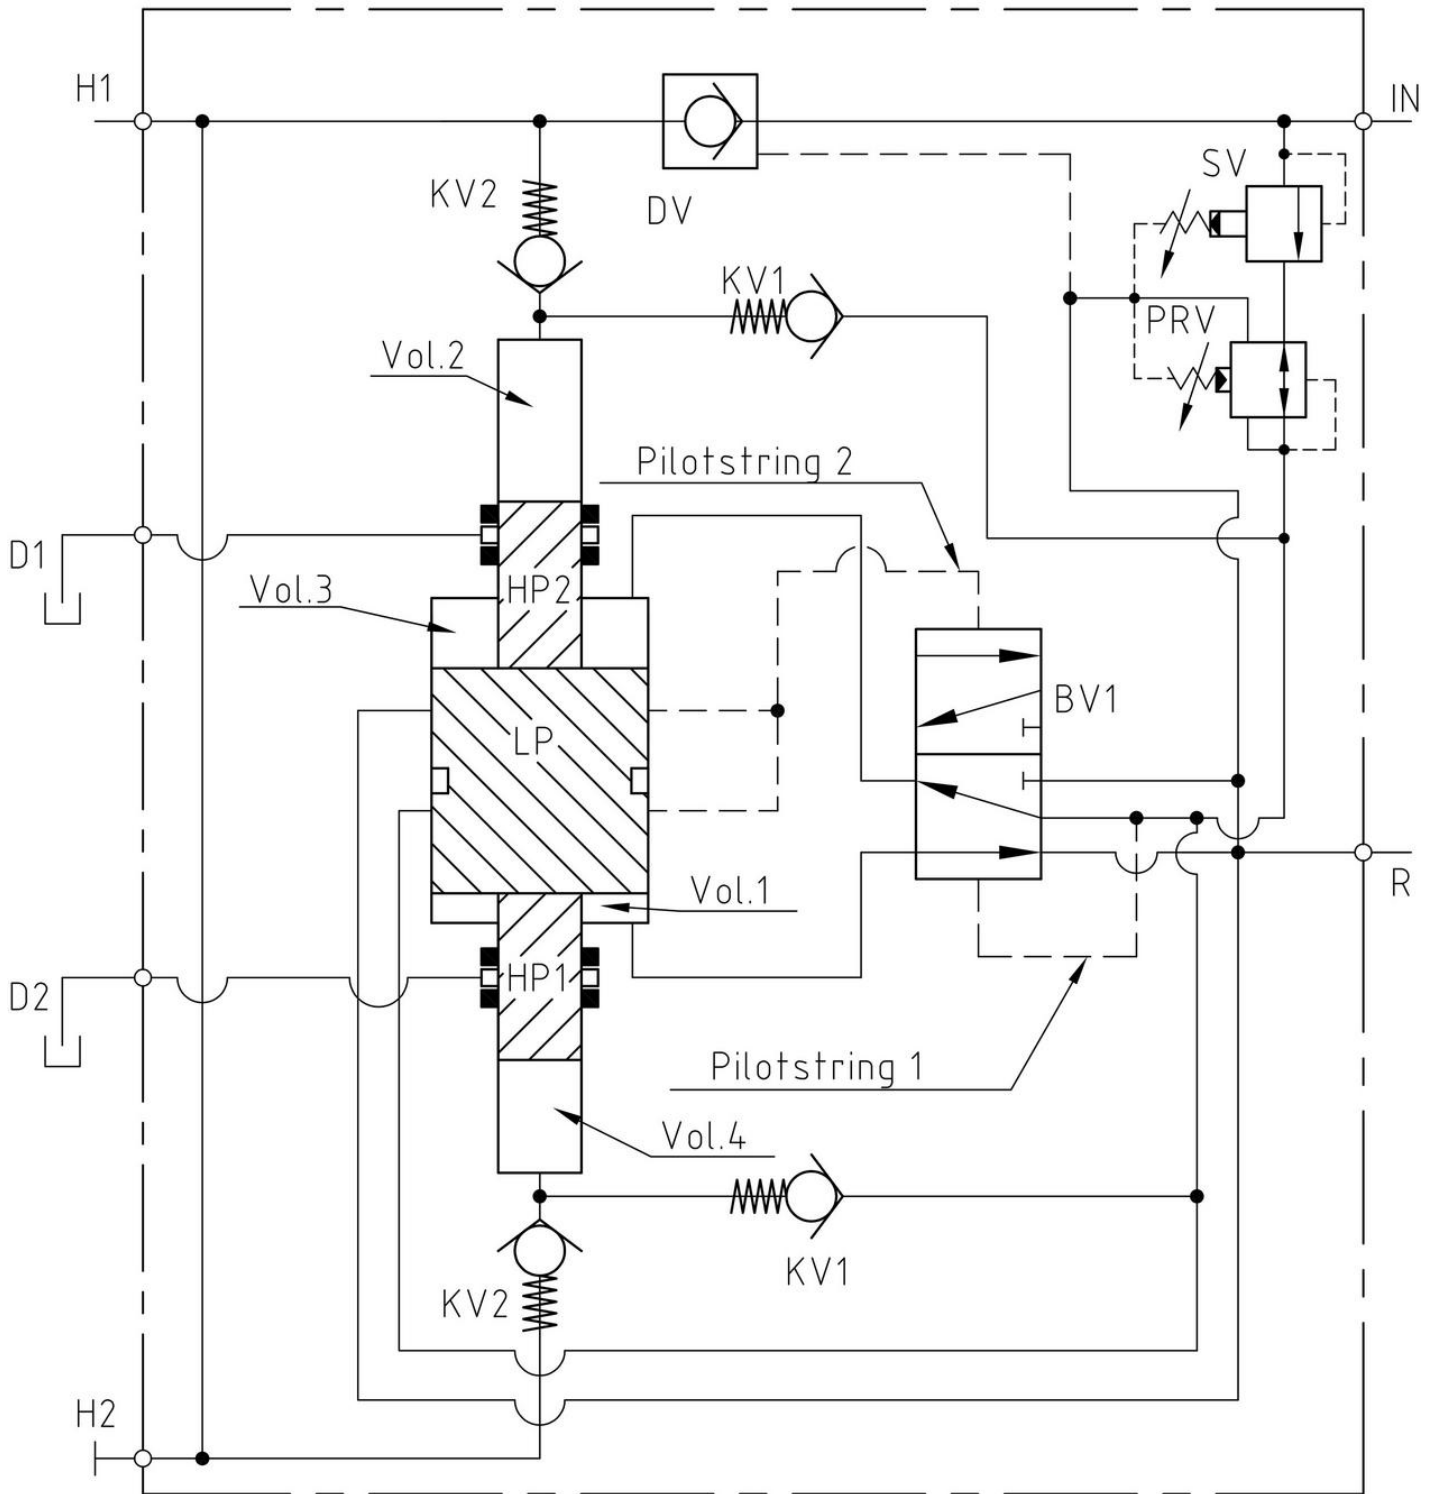 H1
IN
SV
KV2
DV
KV1
PRV
Vol.2
Pilotstring 2
D1
HP2
Vol.3
BV1
LP
Vol.1
R
HP1
D2
Pilotstring 1
Vol.4
KV1
KV2
H2